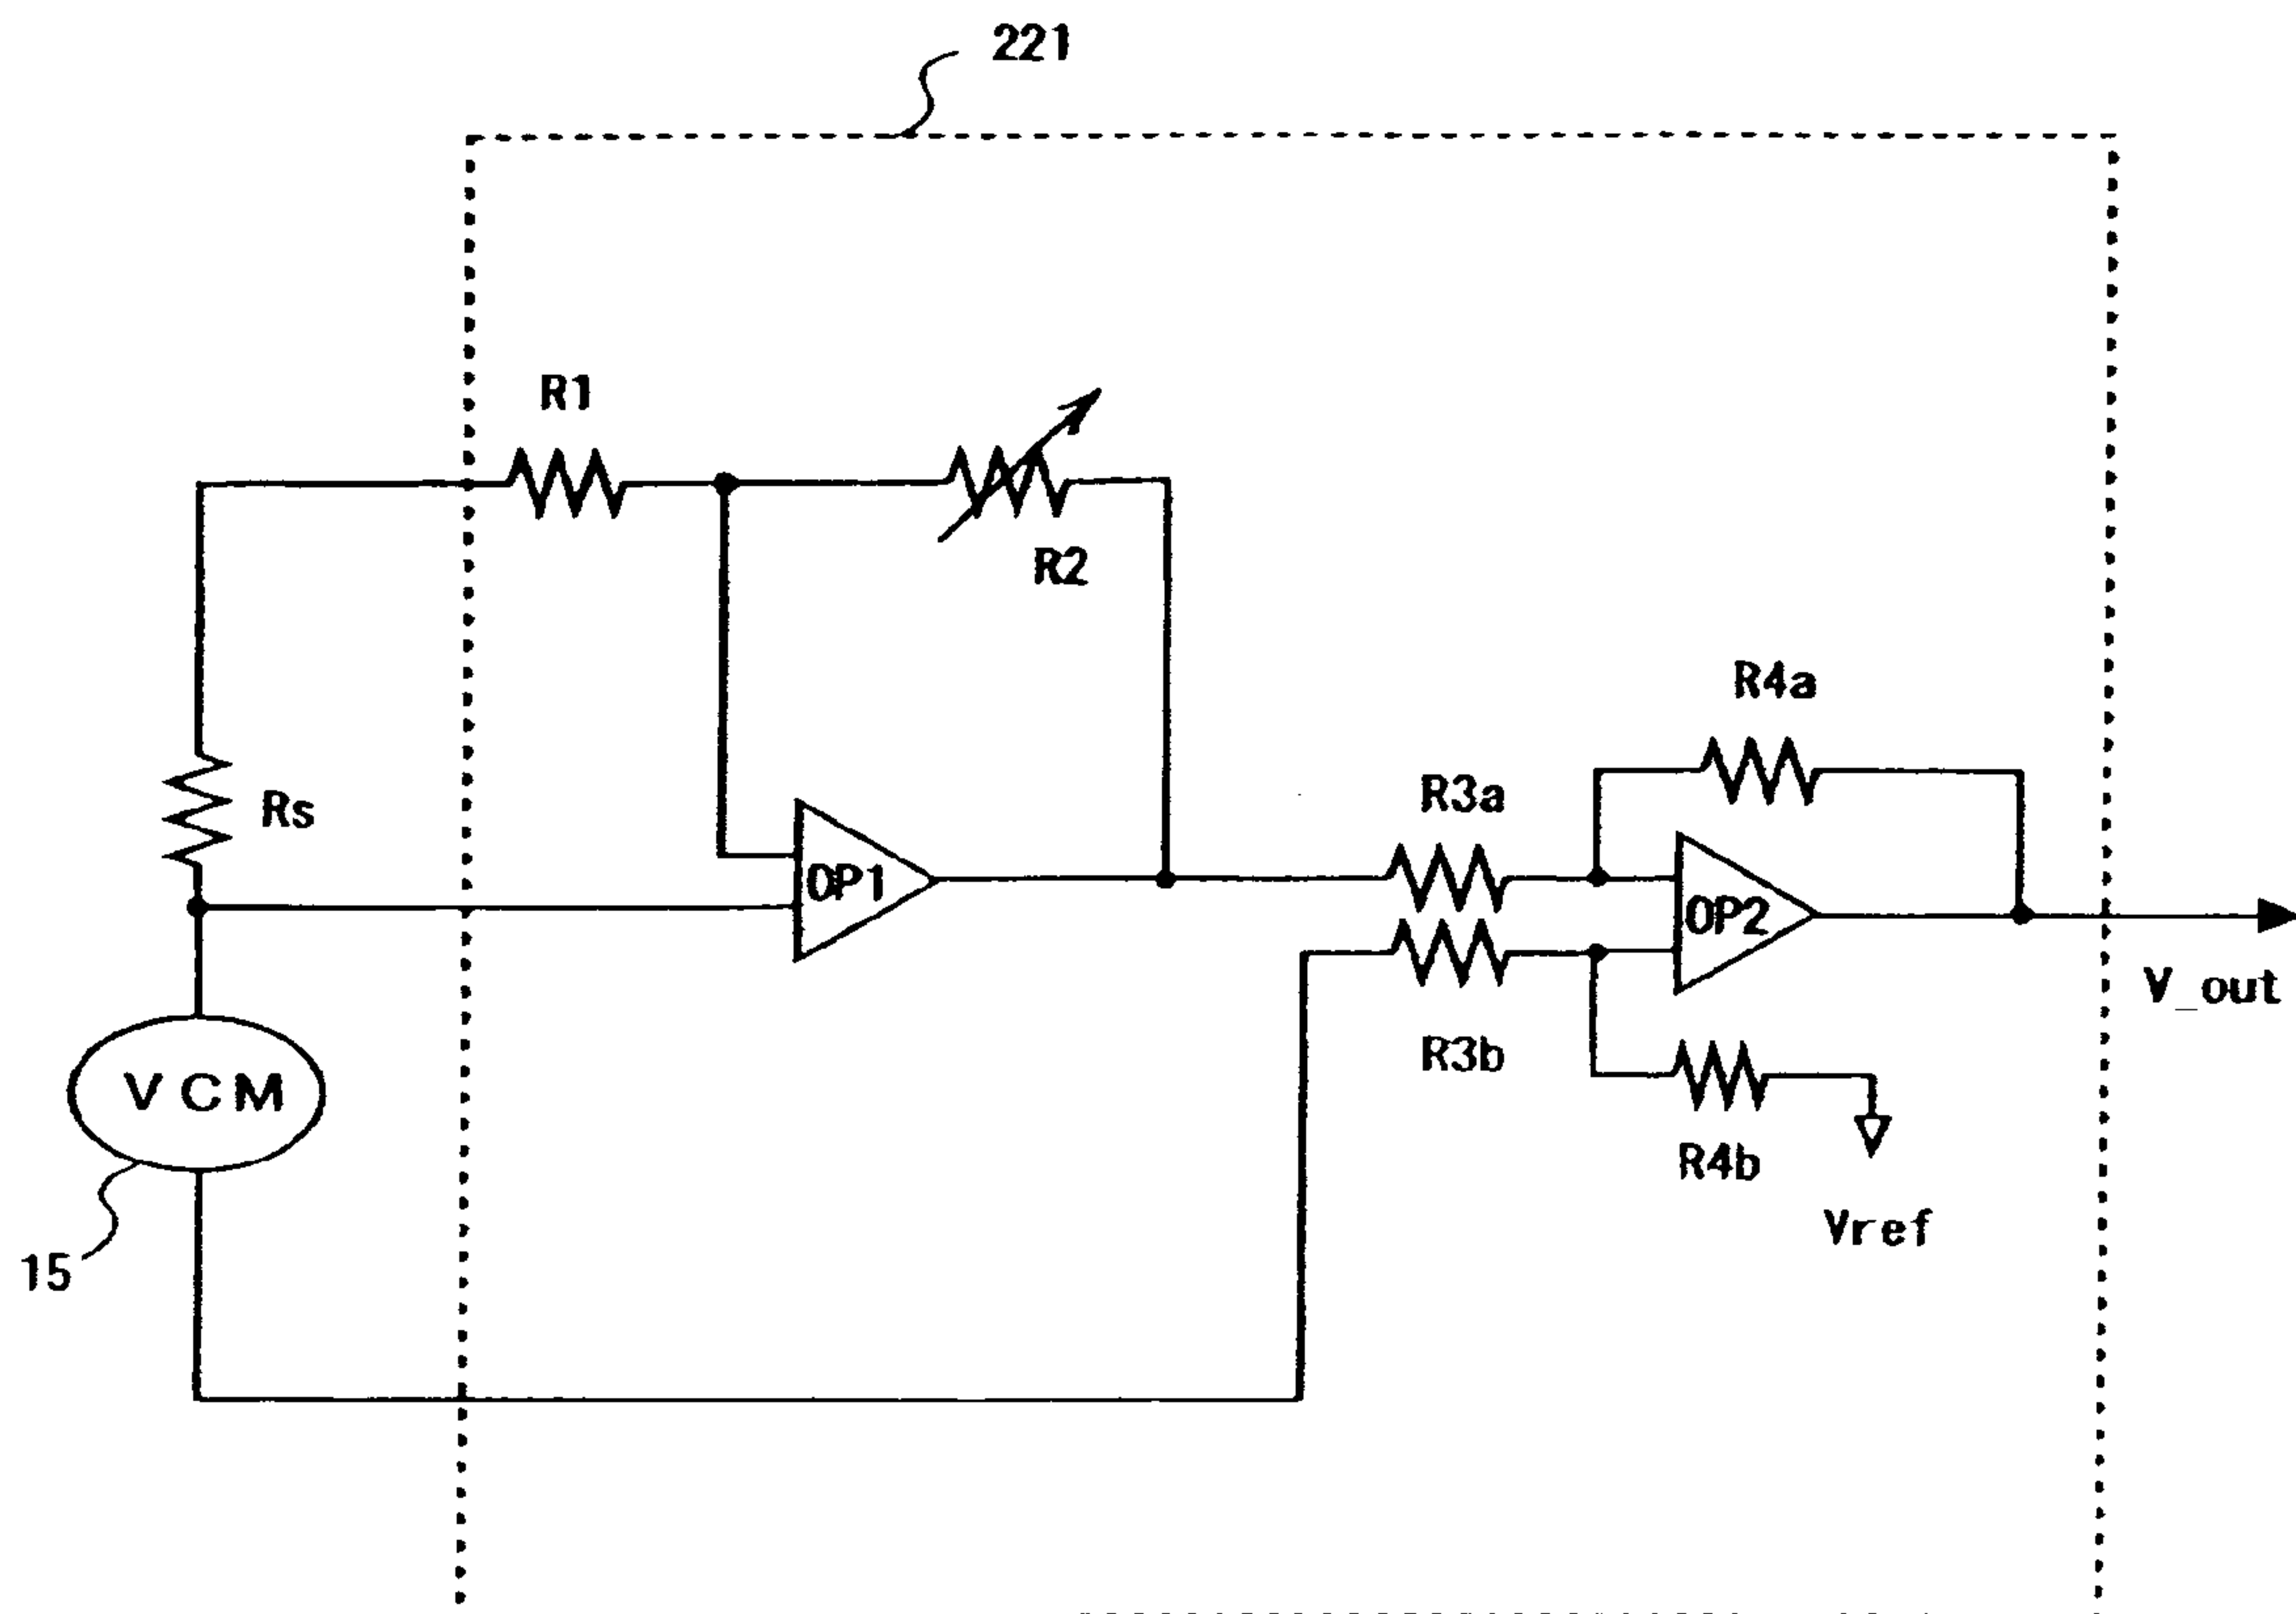 221
R1
R2
R4a
R3a
Rs
OP1
OP2
V_out
R3b
VCM
R4b
Vref
15